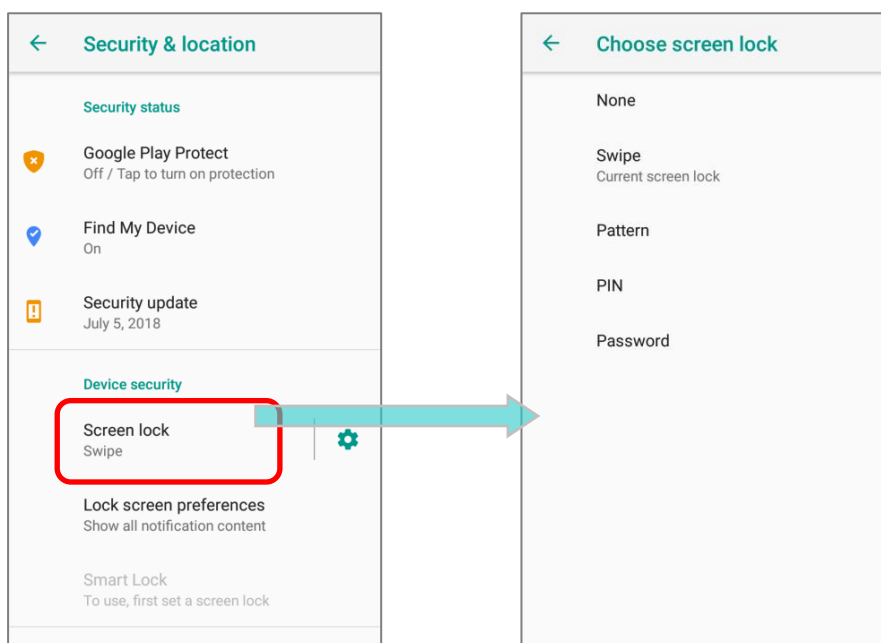 Security & location
Security status
Google Play Protect
Off / Tap to turn on protection
Find My Device
On
Security update
July 5, 2018
Device security
Screen lock
Swipe
Lock screen preferences
Show all notification content
Smart Lock
To use, first set a screen lock
Choose screen lock
None
Swipe
Current screen lock
Pattern
PIN
Password